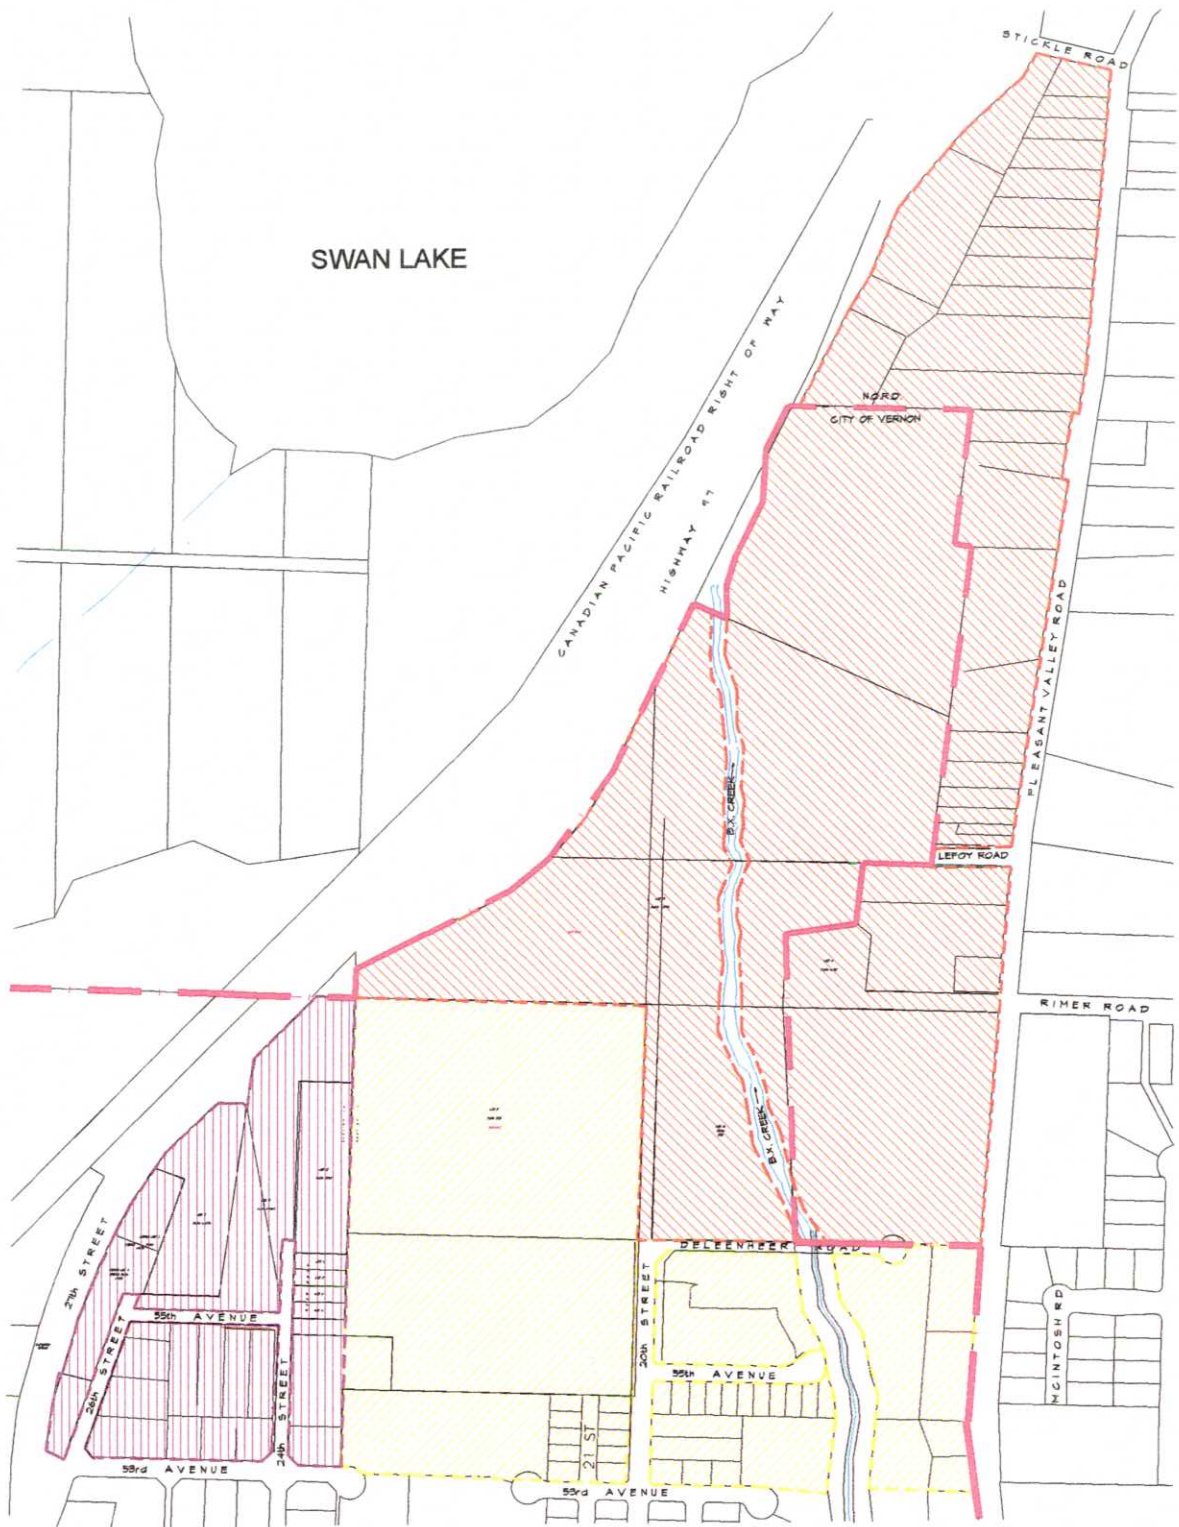 STICKLE ROAD
SWAN LAKE
CANADIAN PACIFIC RAILROAD RIGHT OF WAY
HIGHWAY 97
N.O.R.D.
CITY OF VERNON
PLEASANT VALLEY ROAD
B.X. CREEK
LEFOY ROAD
RIMER ROAD
B.X. CREEK
DELEENHEER ROAD
27th STREET
55th AVENUE
26th STREET
24th STREET
20th STREET
55th AVENUE
MCINTOSH RD
21 ST
53rd AVENUE
53rd AVENUE